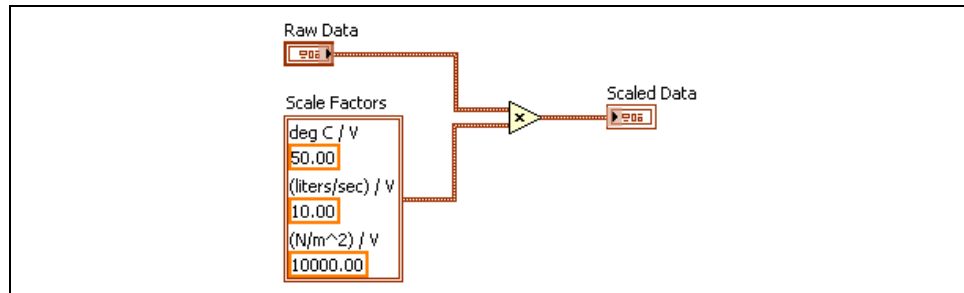 Raw Data
Scale Factors
deg C / V
50.00
(liters/sec) / V
10.00
(N/m^2) / V
10000.00
x
Scaled Data